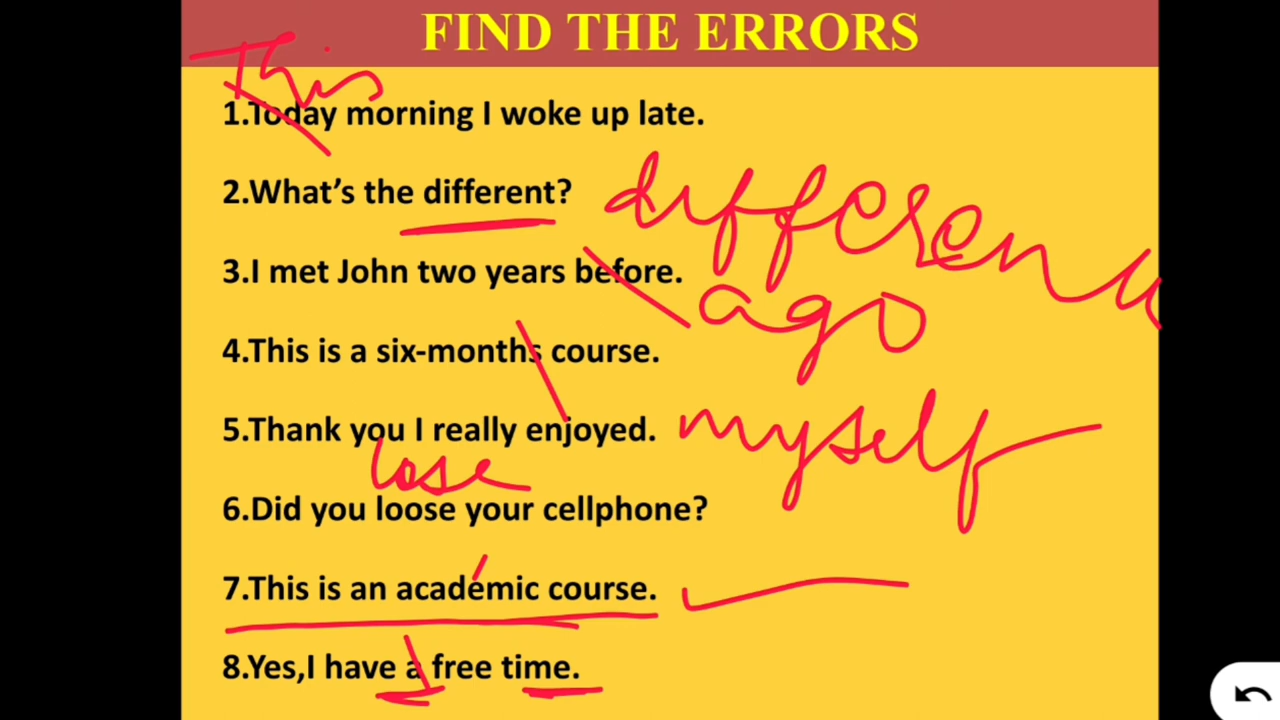 FIND THE ERRORS
This
1.Today morning I woke up late.
2.What's the different? difference
3.I met John two years before. ago
4.This is a six-months course.
5.Thank you I really enjoyed. myself
lose
6.Did you loose your cellphone?
7.This is an academic course.
8.Yes,I have a free time.